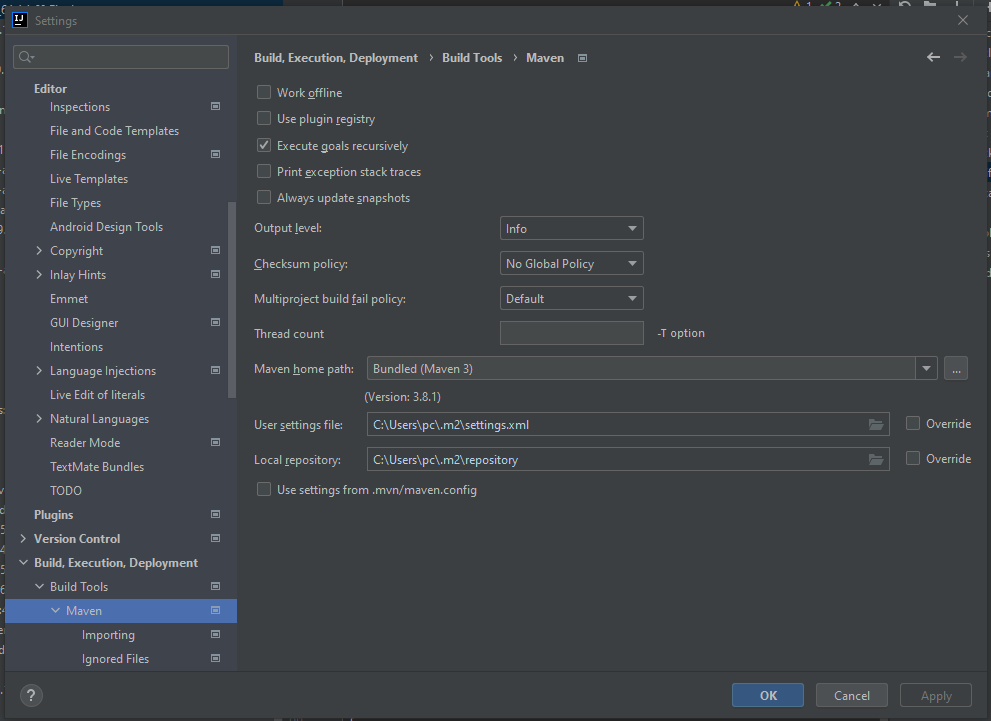 Settings
Editor
Inspections
File and Code Templates
File Encodings
Live Templates
File Types
Android Design Tools
Copyright
Inlay Hints
Emmet
GUI Designer
Intentions
Language Injections
Live Edit of literals
Natural Languages
Reader Mode
TextMate Bundles
TODO
Plugins
Version Control
Build, Execution, Deployment
Build Tools
Maven
Importing
Ignored Files
Build, Execution, Deployment › Build Tools › Maven
Work offline
Use plugin registry
Execute goals recursively
Print exception stack traces
Always update snapshots
Output level: Info
Checksum policy: No Global Policy
Multiproject build fail policy: Default
Thread count -T option
Maven home path: Bundled (Maven 3) ...
(Version: 3.8.1)
User settings file: C:\Users\pc\.m2\settings.xml Override
Local repository: C:\Users\pc\.m2\repository Override
Use settings from .mvn/maven.config
? OK Cancel Apply